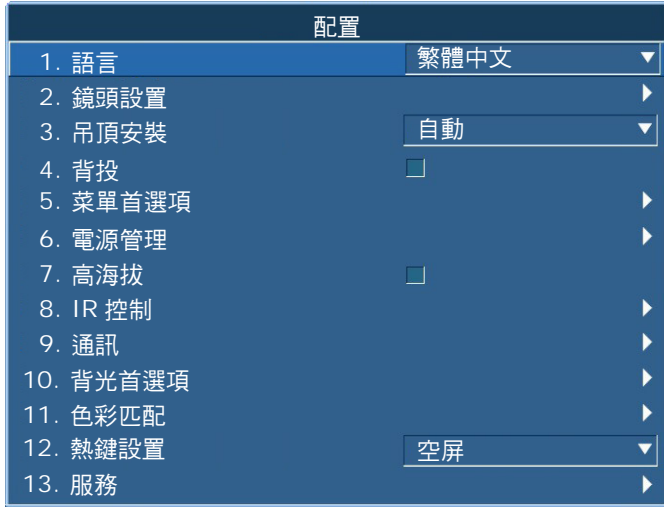 配置
1. 語言 繁體中文
2. 鏡頭設置
3. 吊頂安裝 自動
4. 背投
5. 菜單首選項
6. 電源管理
7. 高海拔
8. IR 控制
9. 通訊
10. 背光首選項
11. 色彩匹配
12. 熱鍵設置 空屏
13. 服務